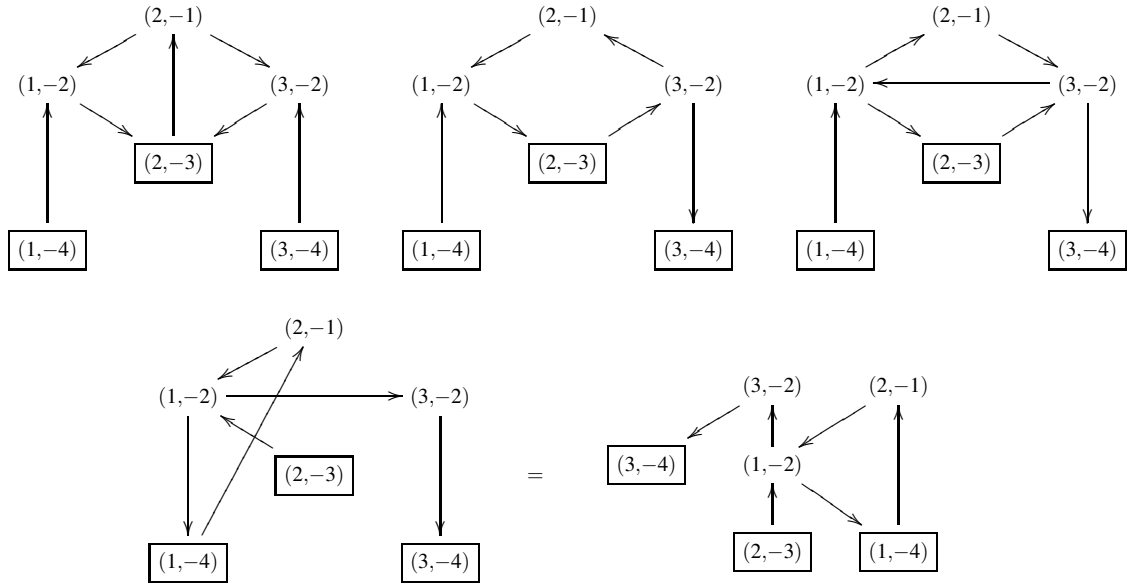 (2,−1) (2,−1) (2,−1)
(1,−2) (3,−2) (1,−2) (3,−2) (1,−2) (3,−2)
(2,−3) (2,−3) (2,−3)
(1,−4) (3,−4) (1,−4) (3,−4) (1,−4) (3,−4)
(2,−1)
(3,−2) (2,−1)
(1,−2) (3,−2)
(3,−4) (1,−2)
(2,−3) =
(2,−3) (1,−4)
(1,−4) (3,−4)